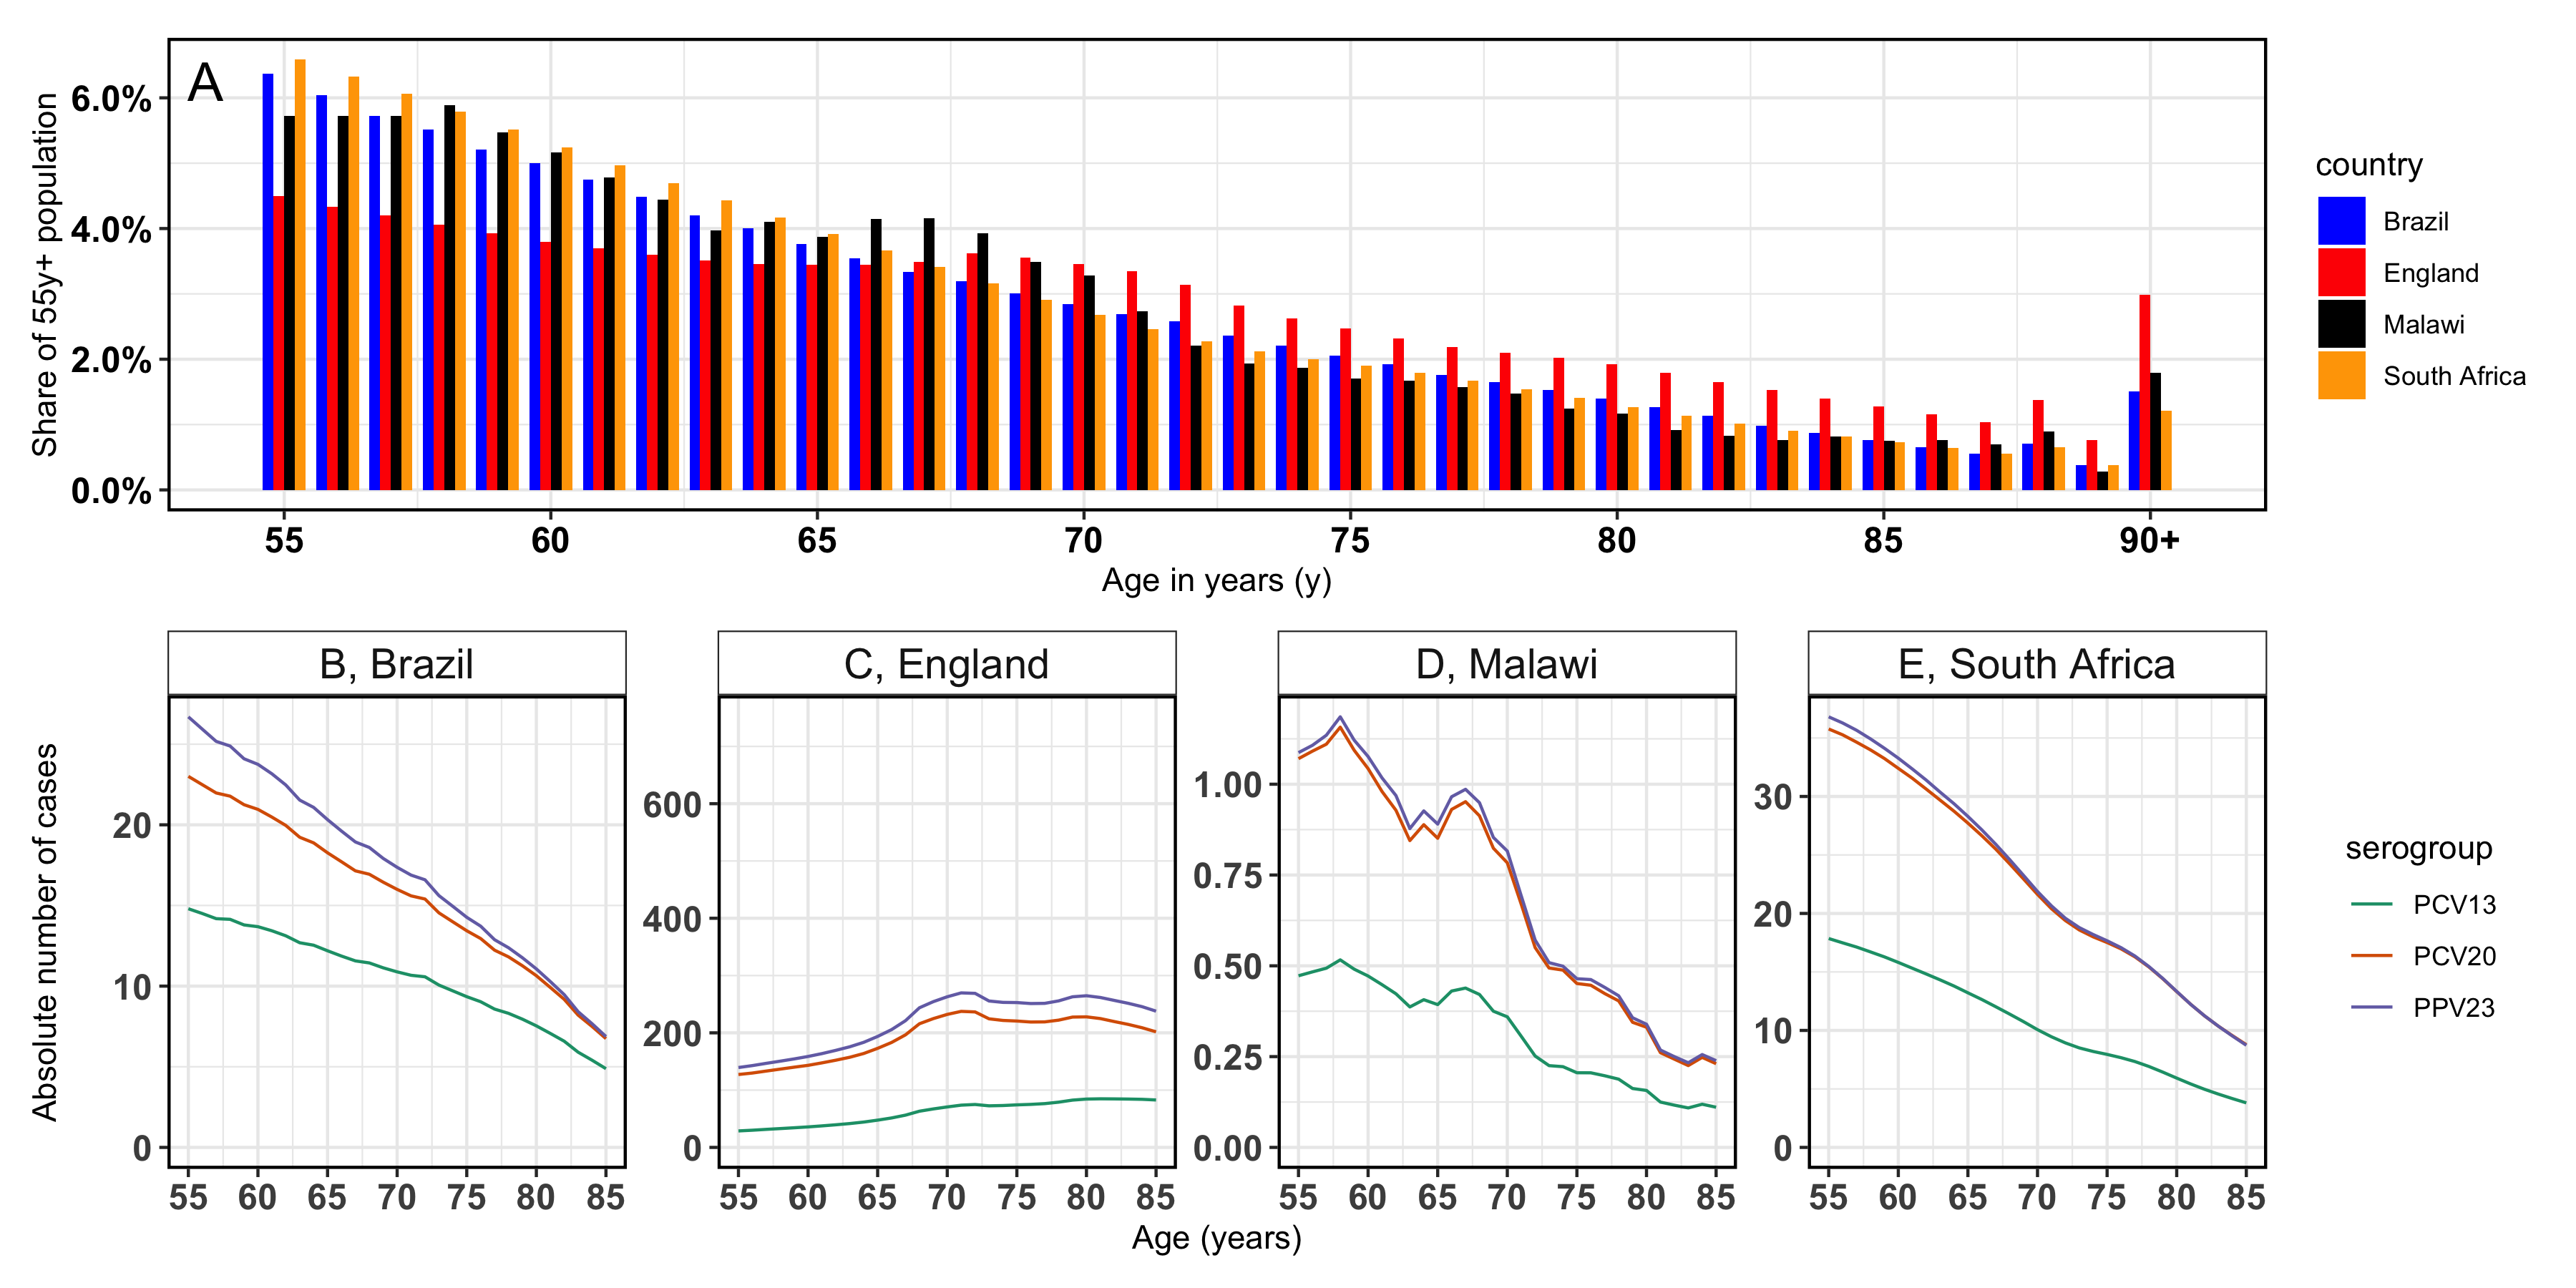 A
Share of 55y+ population
6.0%
4.0%
2.0%
0.0%
55 60 65 70 75 80 85 90+
Age in years (y)
country
Brazil
England
Malawi
South Africa
B, Brazil
C, England
D, Malawi
E, South Africa
Absolute number of cases
20
10
0
600
400
200
0
1.00
0.75
0.50
0.25
0.00
30
20
10
0
55 60 65 70 75 80 85
55 60 65 70 75 80 85
55 60 65 70 75 80 85
55 60 65 70 75 80 85
Age (years)
serogroup
PCV13
PCV20
PPV23